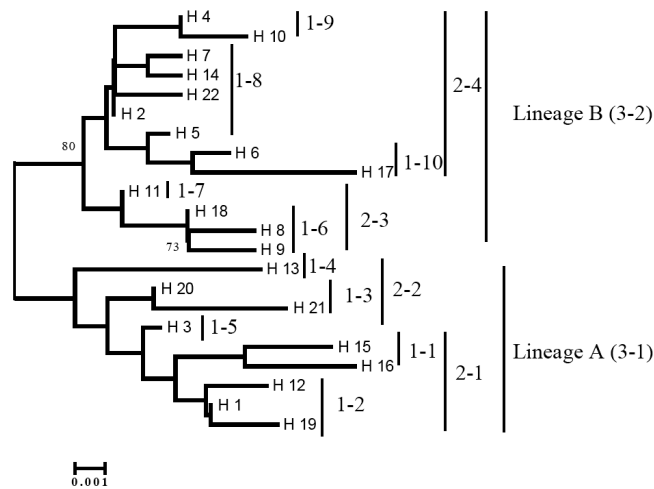 H 4
1-9
H 10
H 7
H 14
1-8
2-4
H 22
Lineage B (3-2)
H 2
H 5
80
H 6
1-10
H 17
H 11
1-7
H 18
1-6
2-3
H 8
73
H 9
H 13
1-4
H 20
1-3
2-2
H 21
H 3
1-5
H 15
1-1
Lineage A (3-1)
H 16
2-1
H 12
H 1
1-2
H 19
0.001